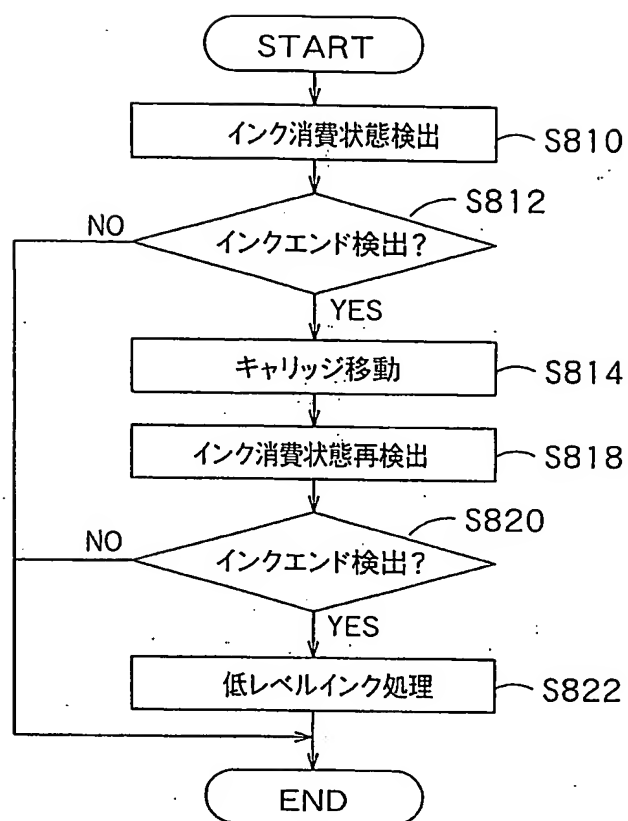 START
インク消費状態検出
S810
S812
インクエンド検出?
NO
YES
キャリッジ移動
S814
インク消費状態再検出
S818
S820
インクエンド検出?
NO
YES
低レベルインク処理
S822
END